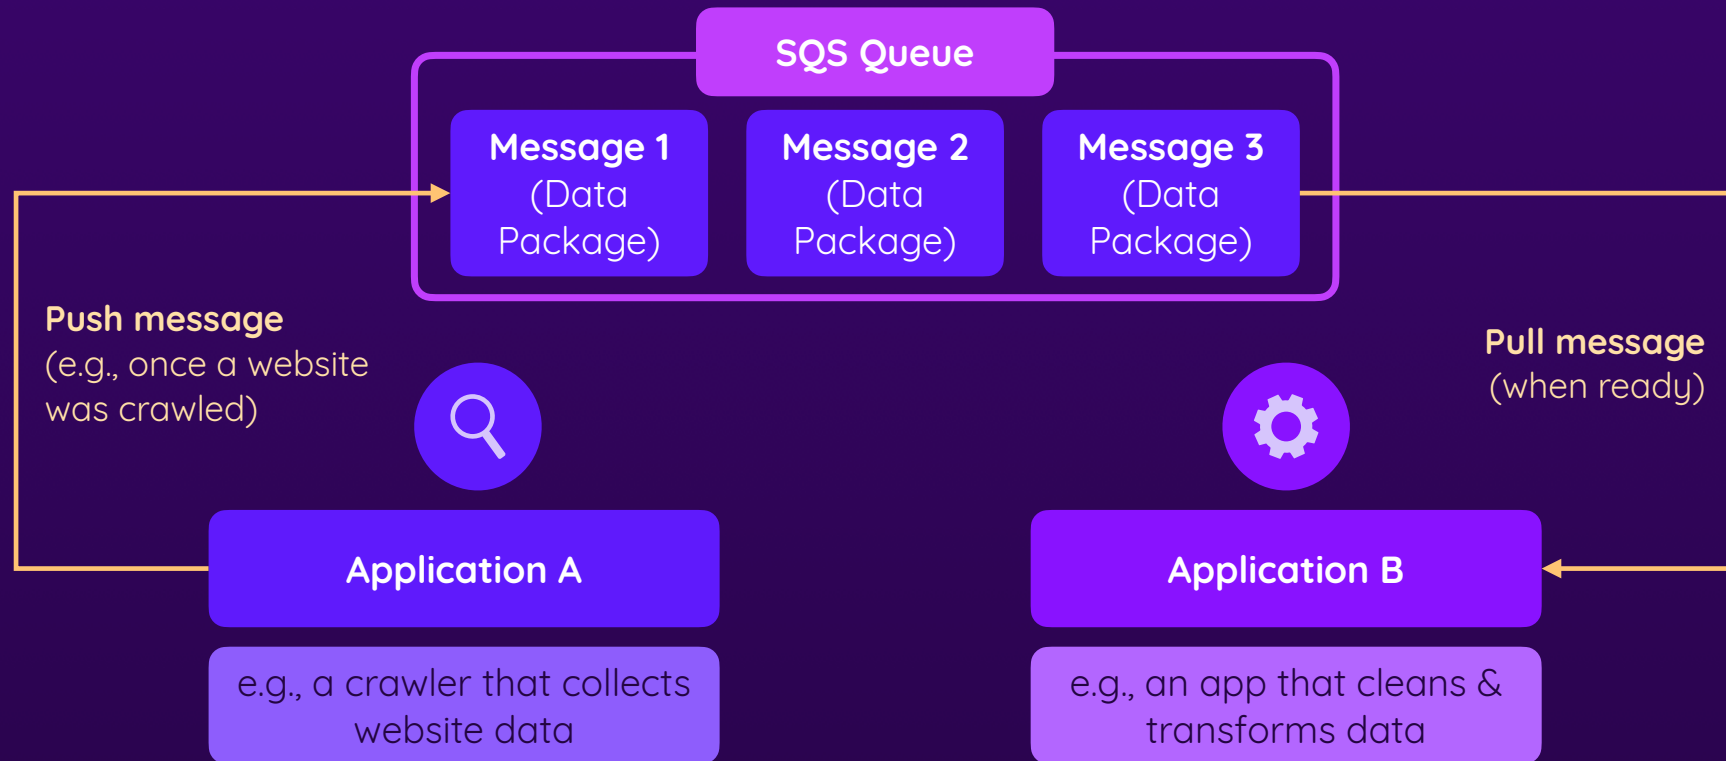 SQS Queue
Message 1
(Data
Package)
Message 2
(Data
Package)
Message 3
(Data
Package)
Push message
(e.g., once a website
was crawled)
Pull message
(when ready)
Application A
Application B
e.g., a crawler that collects
website data
e.g., an app that cleans &
transforms data